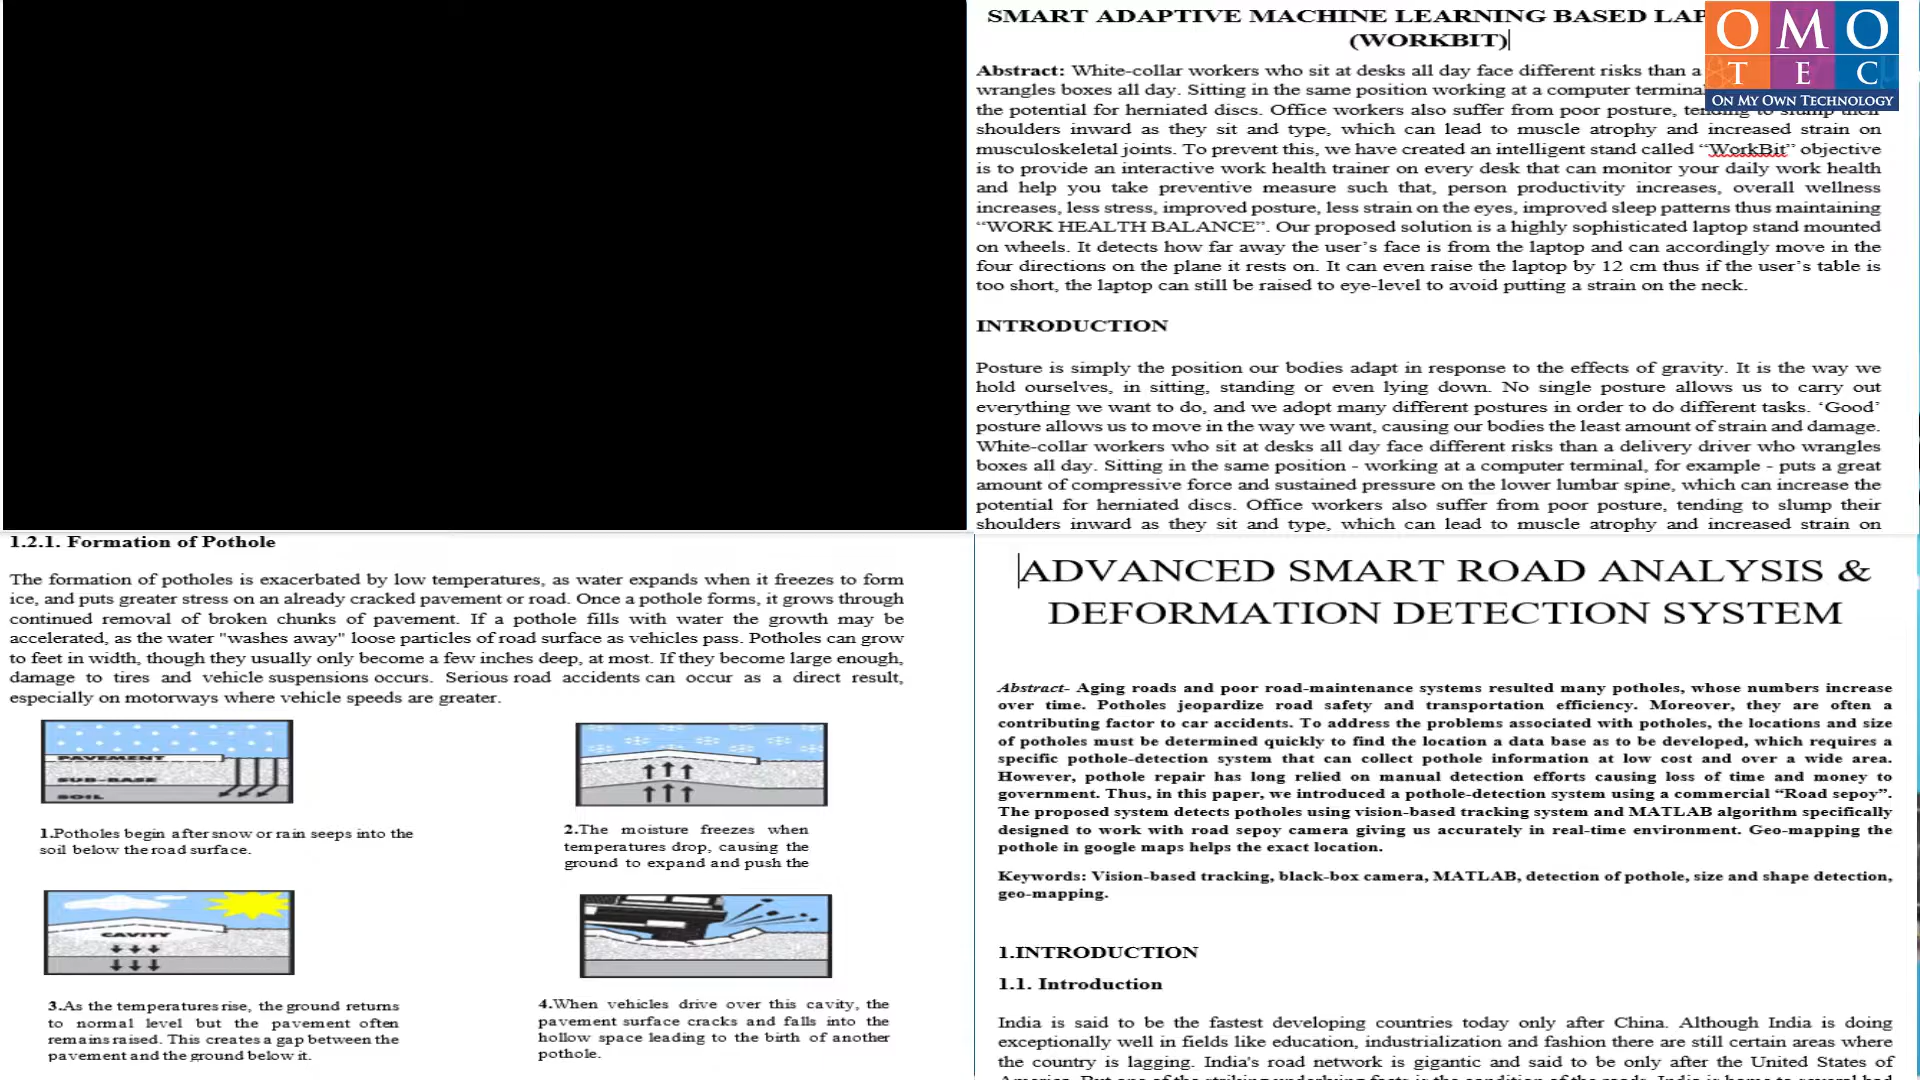 SMART ADAPTIVE MACHINE LEARNING BASED LAP
(WORKBIT)
OMO
TEC
ON MY OWN TECHNOLOGY
Abstract: White-collar workers who sit at desks all day face different risks than a
wrangles boxes all day. Sitting in the same position working at a computer terminal
the potential for herniated discs. Office workers also suffer from poor posture, tending to slump their
shoulders inward as they sit and type, which can lead to muscle atrophy and increased strain on
musculoskeletal joints. To prevent this, we have created an intelligent stand called “WorkBit” objective
is to provide an interactive work health trainer on every desk that can monitor your daily work health
and help you take preventive measure such that, person productivity increases, overall wellness
increases, less stress, improved posture, less strain on the eyes, improved sleep patterns thus maintaining
“WORK HEALTH BALANCE”. Our proposed solution is a highly sophisticated laptop stand mounted
on wheels. It detects how far away the user’s face is from the laptop and can accordingly move in the
four directions on the plane it rests on. It can even raise the laptop by 12 cm thus if the user’s table is
too short, the laptop can still be raised to eye-level to avoid putting a strain on the neck.
INTRODUCTION
Posture is simply the position our bodies adapt in response to the effects of gravity. It is the way we
hold ourselves, in sitting, standing or even lying down. No single posture allows us to carry out
everything we want to do, and we adopt many different postures in order to do different tasks. ‘Good’
posture allows us to move in the way we want, causing our bodies the least amount of strain and damage.
White-collar workers who sit at desks all day face different risks than a delivery driver who wrangles
boxes all day. Sitting in the same position - working at a computer terminal, for example - puts a great
amount of compressive force and sustained pressure on the lower lumbar spine, which can increase the
potential for herniated discs. Office workers also suffer from poor posture, tending to slump their
shoulders inward as they sit and type, which can lead to muscle atrophy and increased strain on
1.2.1. Formation of Pothole
The formation of potholes is exacerbated by low temperatures, as water expands when it freezes to form
ice, and puts greater stress on an already cracked pavement or road. Once a pothole forms, it grows through
continued removal of broken chunks of pavement. If a pothole fills with water the growth may be
accelerated, as the water "washes away" loose particles of road surface as vehicles pass. Potholes can grow
to feet in width, though they usually only become a few inches deep, at most. If they become large enough,
damage to tires and vehicle suspensions occurs. Serious road accidents can occur as a direct result,
especially on motorways where vehicle speeds are greater.
PAVEMENT
SUB-BASE
SOIL
1.Potholes begin after snow or rain seeps into the
soil below the road surface.
2.The moisture freezes when
temperatures drop, causing the
ground to expand and push the
CAVITY
3.As the temperatures rise, the ground returns
to normal level but the pavement often
remains raised. This creates a gap between the
pavement and the ground below it.
4.When vehicles drive over this cavity, the
pavement surface cracks and falls into the
hollow space leading to the birth of another
pothole.
ADVANCED SMART ROAD ANALYSIS &
DEFORMATION DETECTION SYSTEM
Abstract- Aging roads and poor road-maintenance systems resulted many potholes, whose numbers increase
over time. Potholes jeopardize road safety and transportation efficiency. Moreover, they are often a
contributing factor to car accidents. To address the problems associated with potholes, the locations and size
of potholes must be determined quickly to find the location a data base as to be developed, which requires a
specific pothole-detection system that can collect pothole information at low cost and over a wide area.
However, pothole repair has long relied on manual detection efforts causing loss of time and money to
government. Thus, in this paper, we introduced a pothole-detection system using a commercial “Road sepoy”.
The proposed system detects potholes using vision-based tracking system and MATLAB algorithm specifically
designed to work with road sepoy camera giving us accurately in real-time environment. Geo-mapping the
pothole in google maps helps the exact location.
Keywords: Vision-based tracking, black-box camera, MATLAB, detection of pothole, size and shape detection,
geo-mapping.
1.INTRODUCTION
1.1. Introduction
India is said to be the fastest developing countries today only after China. Although India is doing
exceptionally well in fields like education, industrialization and fashion there are still certain areas where
the country is lagging. India's road network is gigantic and said to be only after the United States of